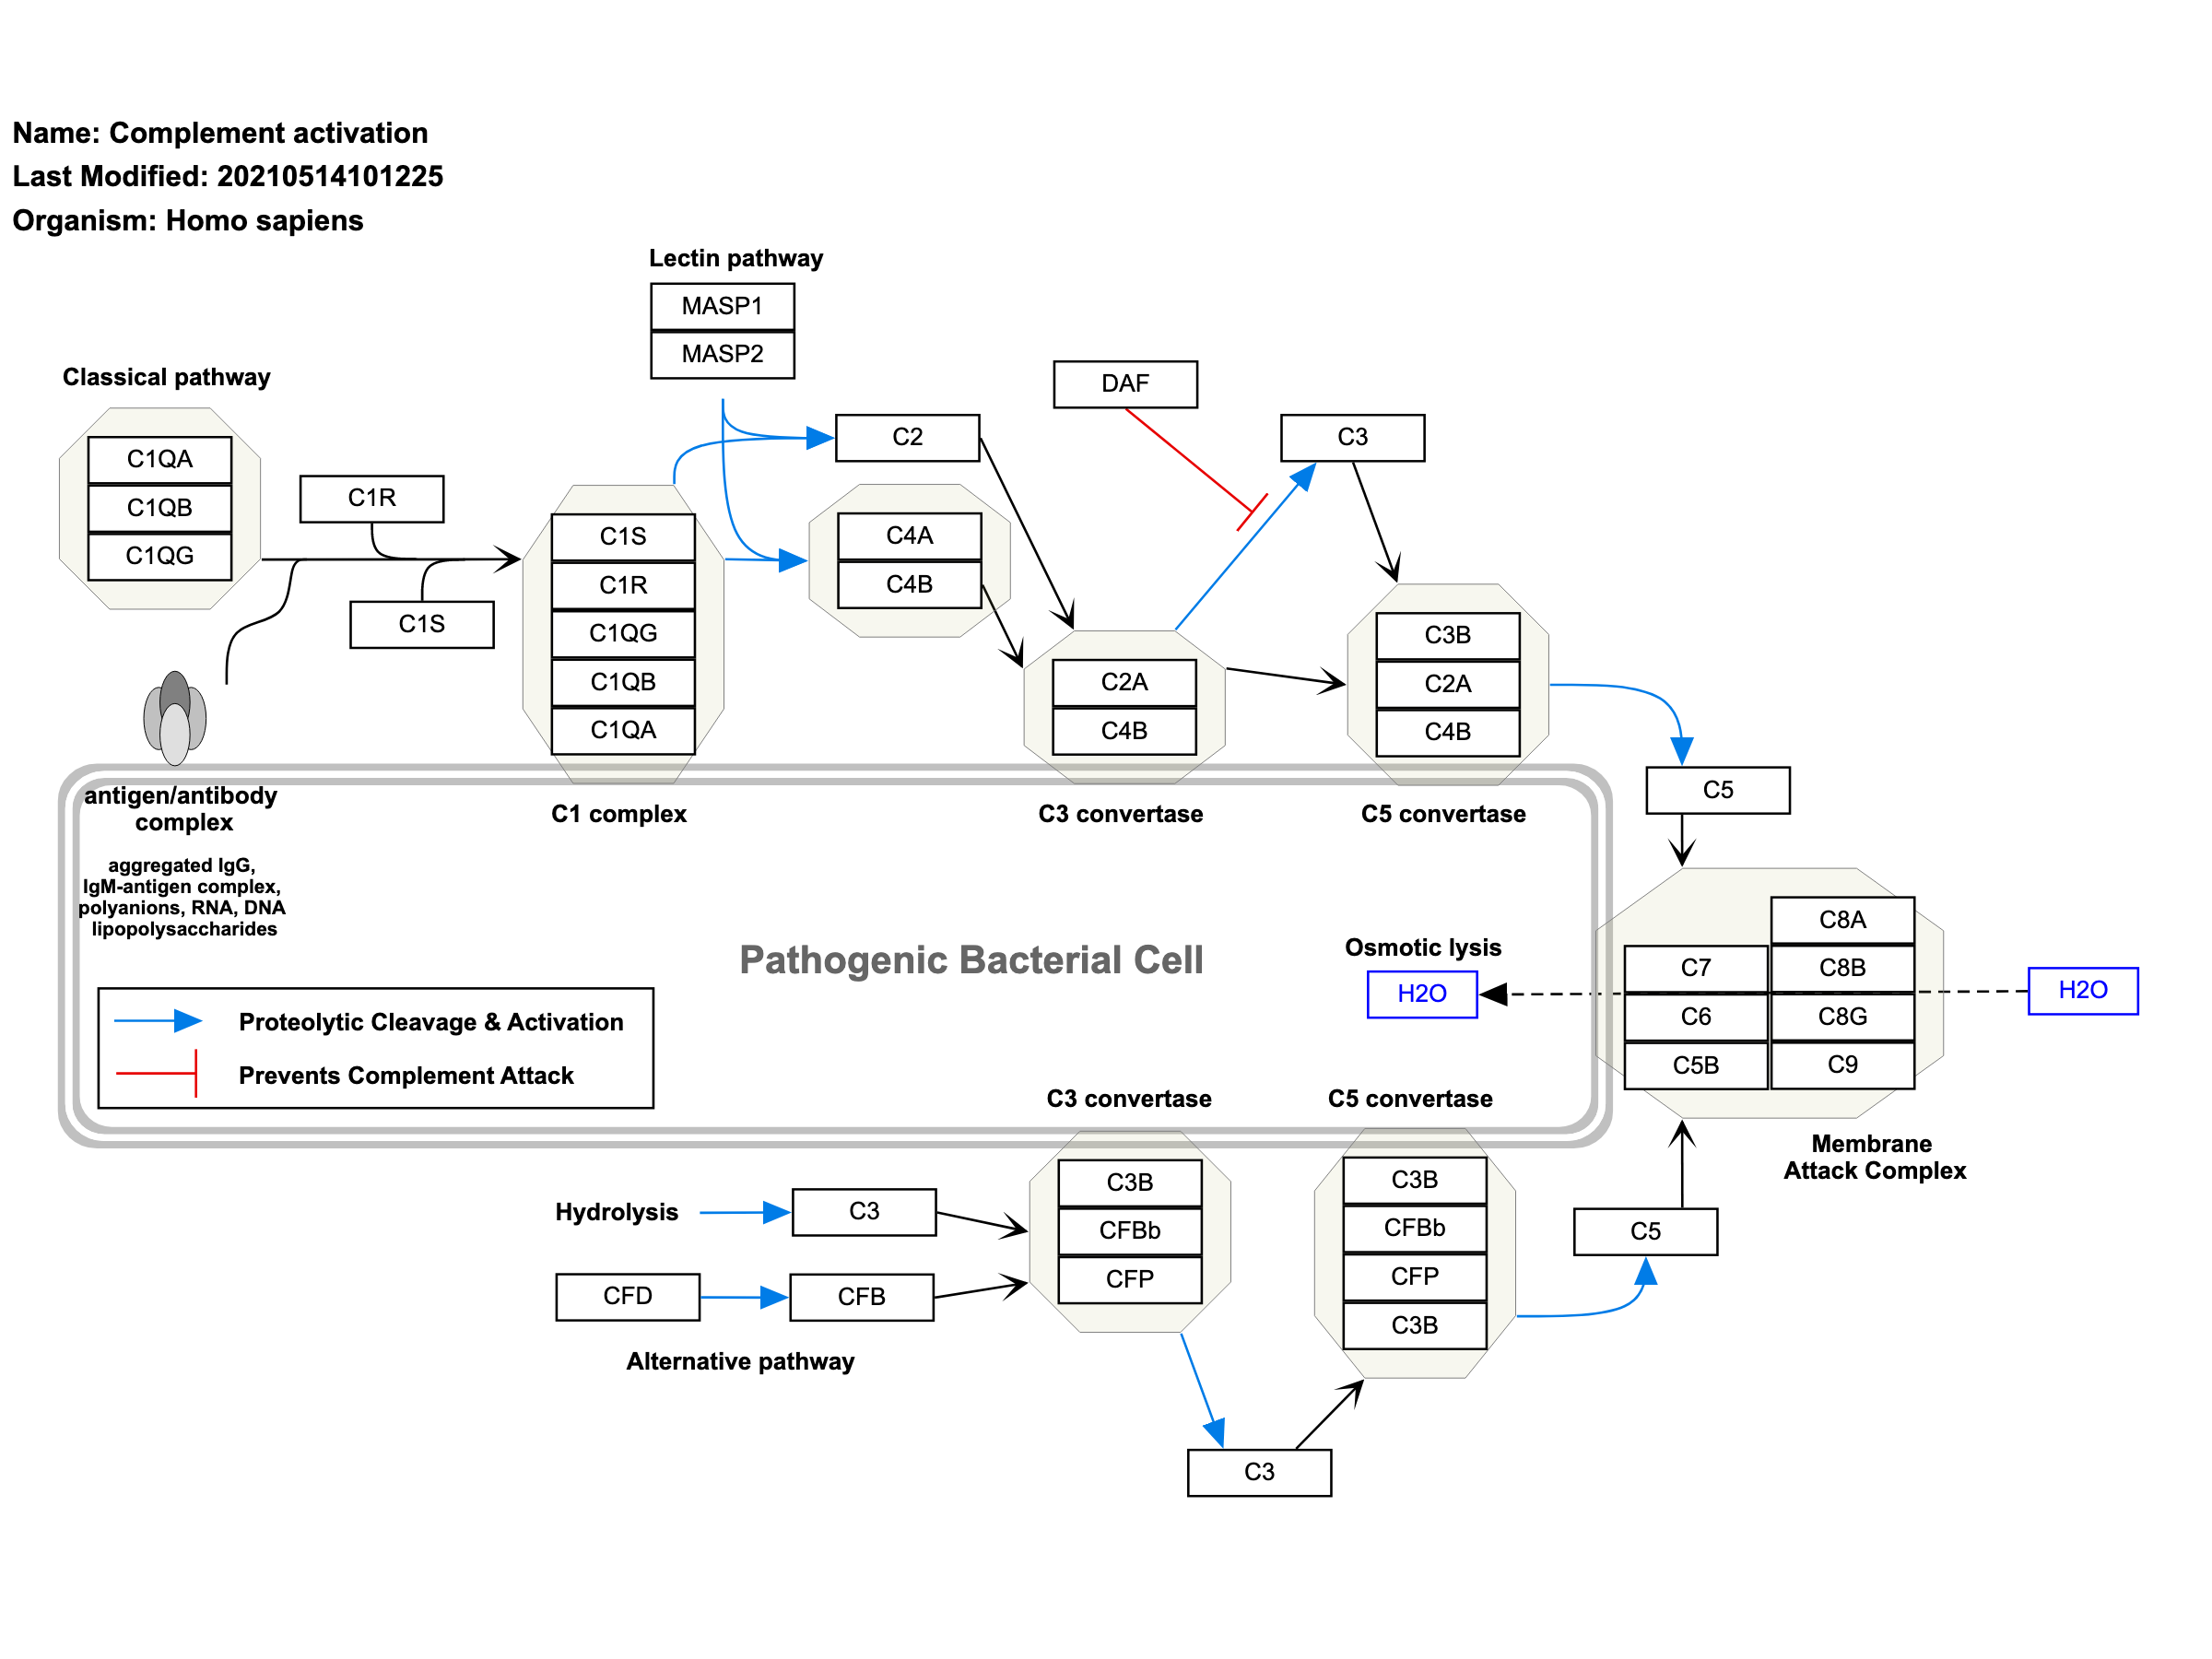 Name: Complement activation
Last Modified: 20210514101225
Organism: Homo sapiens
Lectin pathway
MASP1
MASP2
Classical pathway
C1QA
C1QB
C1QG
C1R
C1S
C1S
C1R
C1QG
C1QB
C1QA
C2
C4A
C4B
DAF
C3
C2A
C4B
C3B
C2A
C4B
C5
antigen/antibody
complex
aggregated IgG,
IgM-antigen complex,
polyanions, RNA, DNA
lipopolysaccharides
C1 complex
C3 convertase
C5 convertase
Pathogenic Bacterial Cell
Osmotic lysis
H2O
C7
C6
C5B
C8A
C8B
C8G
C9
H2O
Membrane
Attack Complex
Proteolytic Cleavage & Activation
Prevents Complement Attack
C3 convertase
C5 convertase
Hydrolysis
C3
CFD
CFB
Alternative pathway
C3B
CFBb
CFP
C3B
CFBb
CFP
C3B
C5
C3